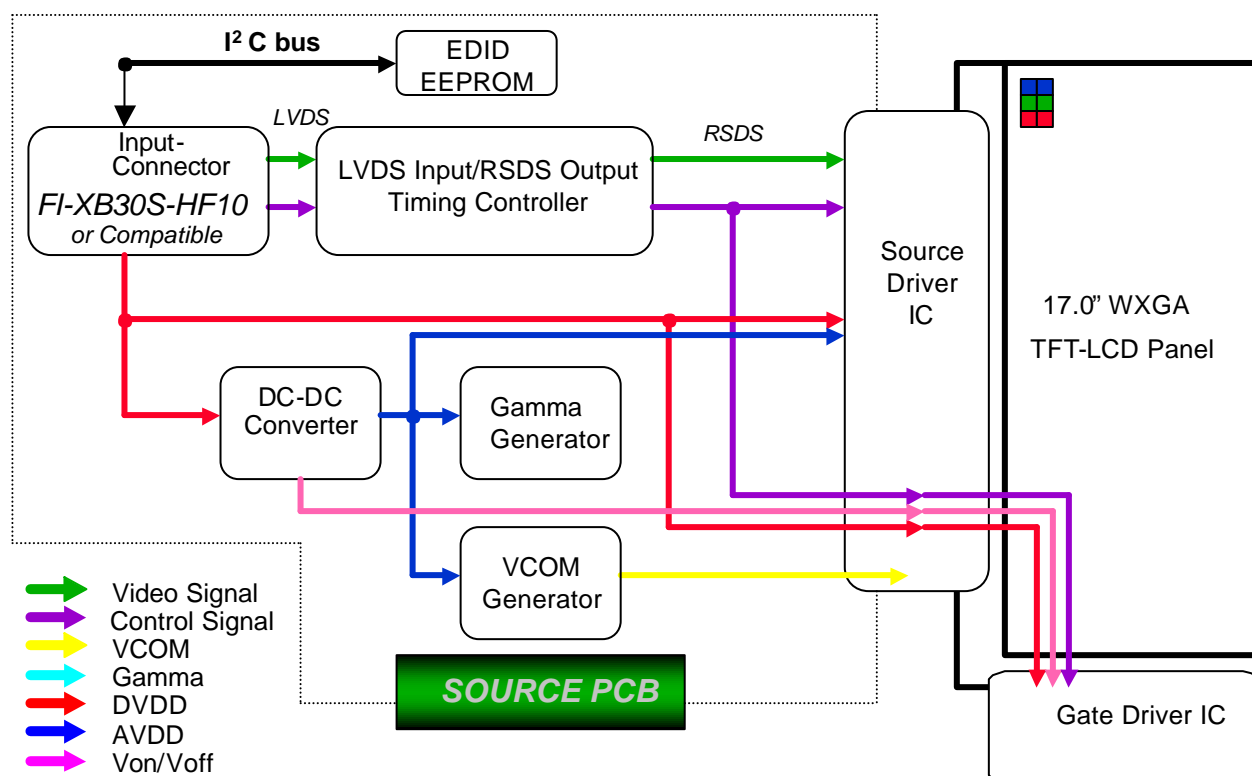 I² C bus
EDID
EEPROM
LVDS
RSDS
Input-
Connector
FI-XB30S-HF10
or Compatible
LVDS Input/RSDS Output
Timing Controller
Source
Driver
IC
17.0” WXGA
TFT-LCD Panel
DC-DC
Converter
Gamma
Generator
VCOM
Generator
Video Signal
Control Signal
VCOM
Gamma
DVDD
AVDD
Von/Voff
SOURCE PCB
Gate Driver IC